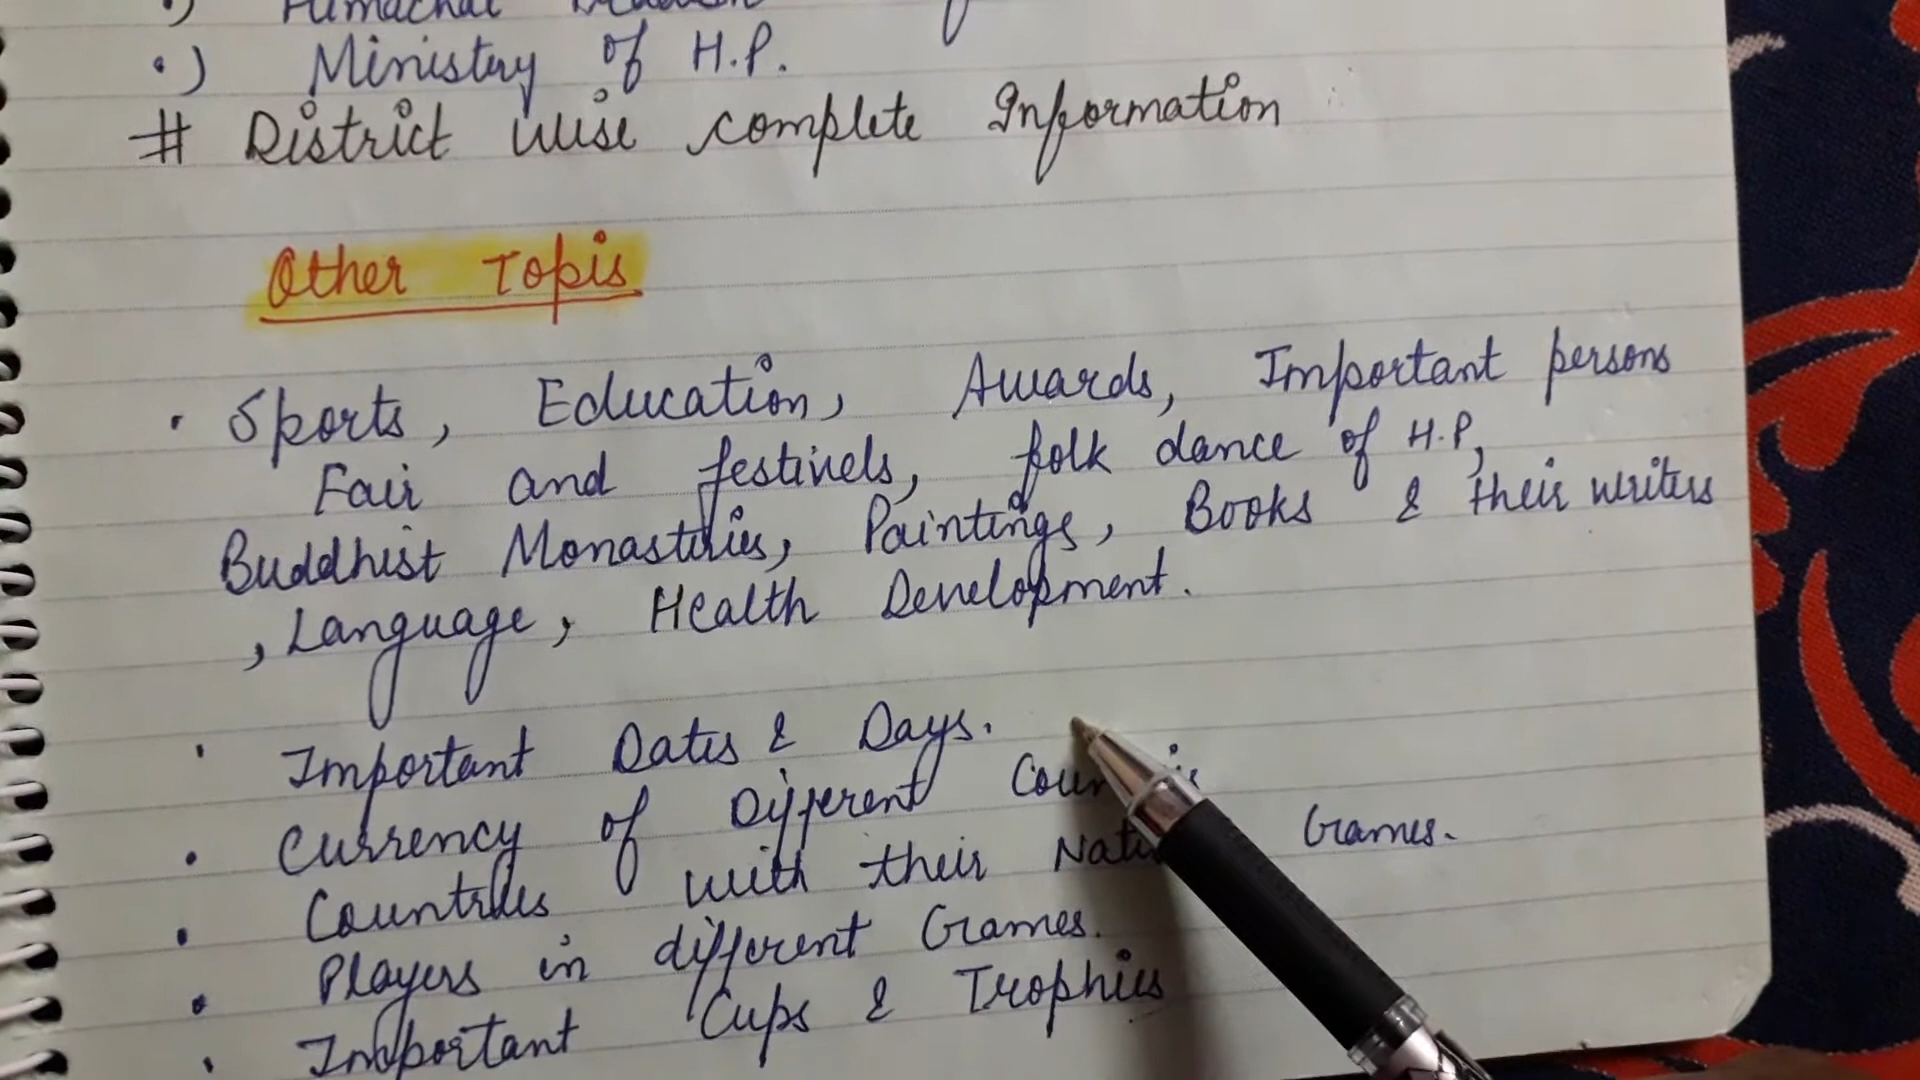 Himachal
•) Ministry of H.P.
# District wise complete Information
Other Topis
• Sports, Education, Awards, Important persons
Fair and festivels, folk dance of H.P,
Buddhist Monasteries, Paintings, Books & their writers
, Language, Health Development.
• Important Dates & Days.
• Currency of Different
• Countries with their Games.
• Players in different Games.
• Important Cups & Trophies